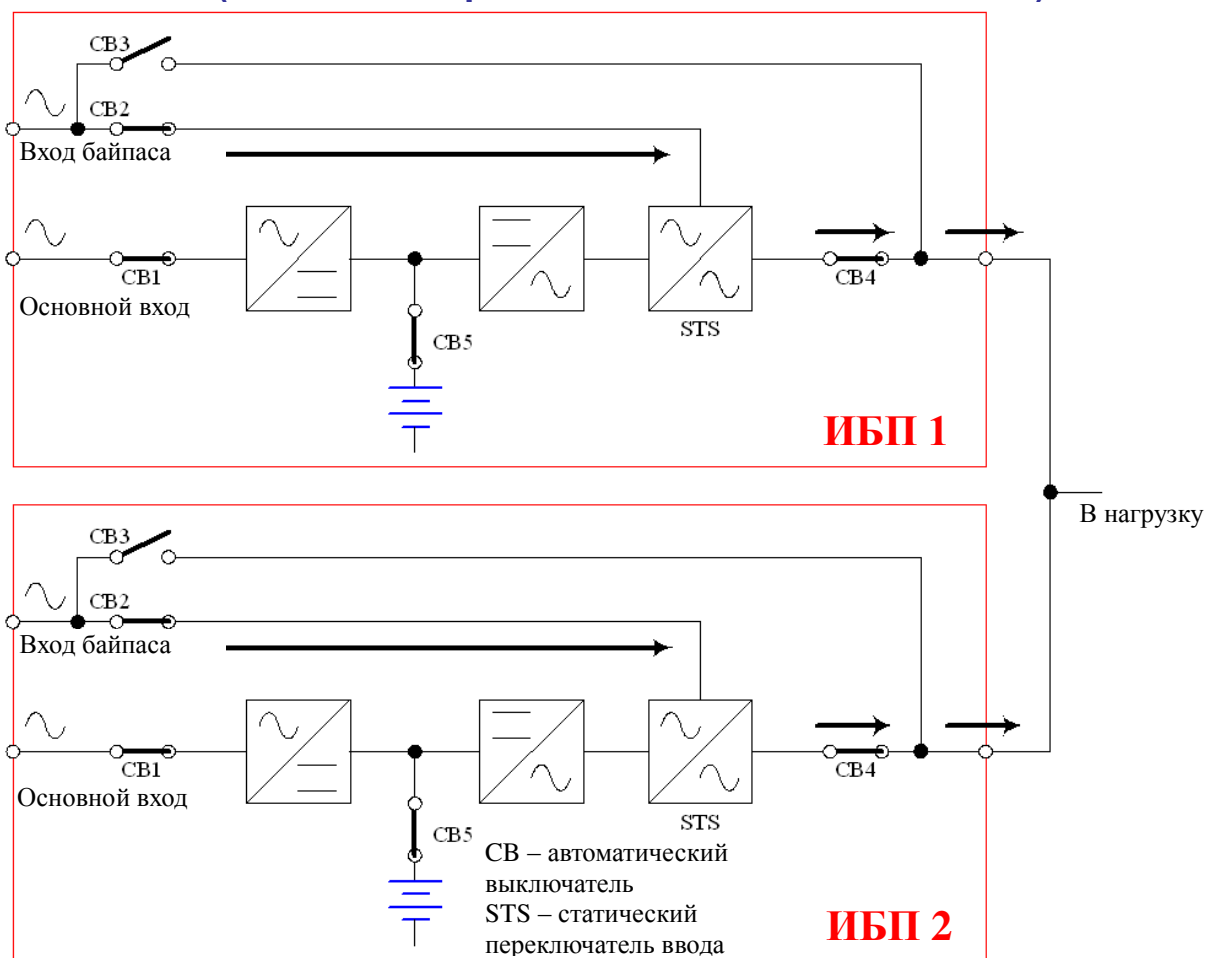 CB3
CB2
Вход байпаса
CB1
Основной вход
CB5
STS
CB4
ИБП 1
В нагрузку
CB3
CB2
Вход байпаса
CB1
Основной вход
CB5
STS
CB4
CB – автоматический
выключатель
STS – статический
переключатель ввода
ИБП 2